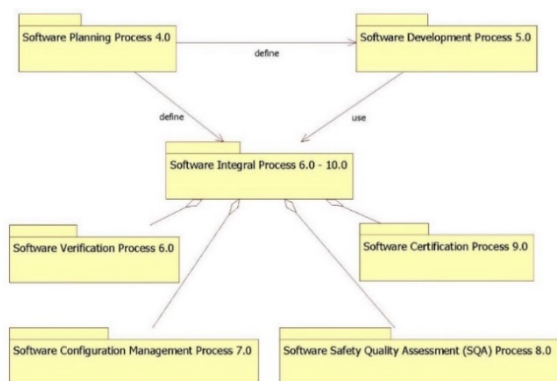 Software Planning Process 4.0
Software Development Process 5.0
define
define
use
Software Integral Process 6.0 - 10.0
Software Verification Process 6.0
Software Certification Process 9.0
Software Configuration Management Process 7.0
Software Safety Quality Assessment (SQA) Process 8.0